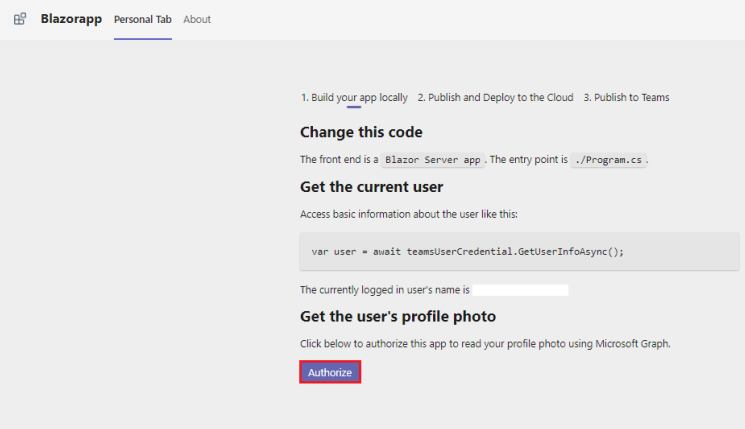 Blazorapp Personal Tab About
1. Build your app locally 2. Publish and Deploy to the Cloud 3. Publish to Teams
Change this code
The front end is a Blazor Server app. The entry point is ./Program.cs.
Get the current user
Access basic information about the user like this:
var user = await teamsUserCredential.GetUserInfoAsync();
The currently logged in user's name is
Get the user's profile photo
Click below to authorize this app to read your profile photo using Microsoft Graph.
Authorize